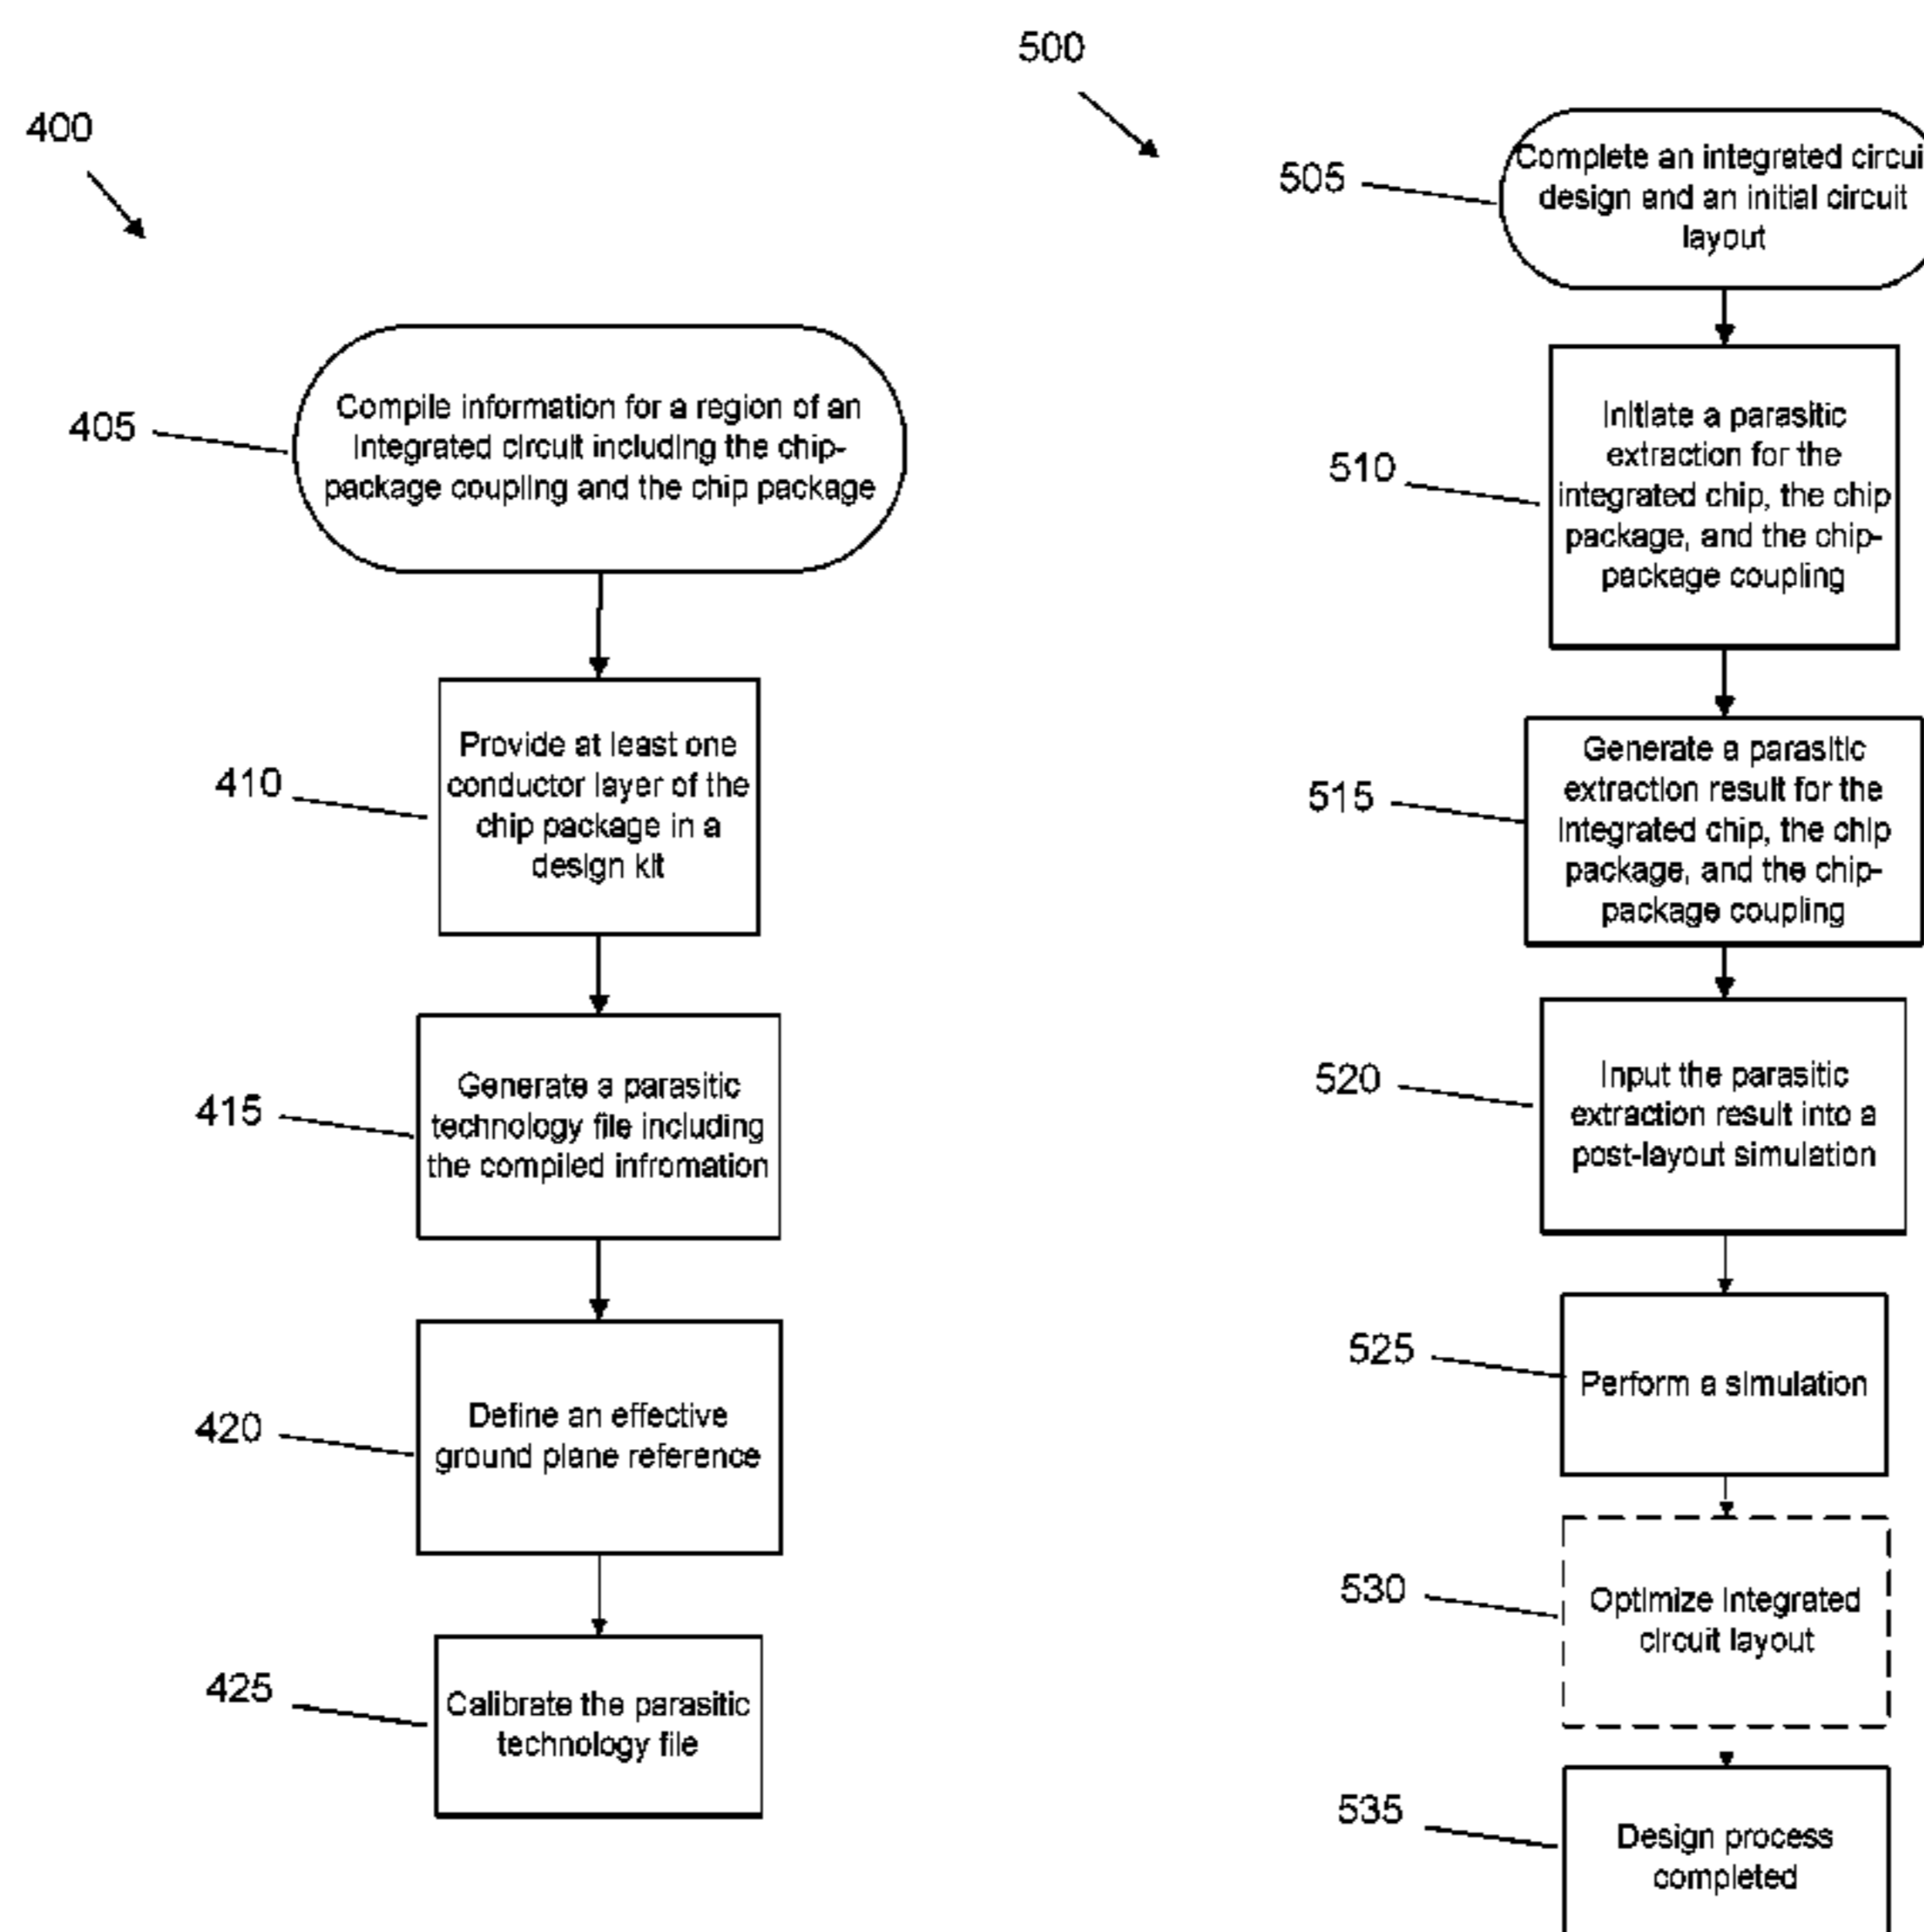 400
405
Compile information for a region of an
integrated circuit including the chip-
package coupling and the chip package
410
Provide at least one
conductor layer of the
chip package in a
design kit
415
Generate a parasitic
technology file including
the compiled infromation
420
Define an effective
ground plane reference
425
Calibrate the parasitic
technology file
500
505
Complete an integrated circui
design and an initial circuit
layout
510
Initiate a parasitic
extraction for the
integrated chip, the chip
package, and the chip-
package coupling
515
Generate a parasitic
extraction result for the
integrated chip, the chip
package, and the chip-
package coupling
520
Input the parasitic
extraction result into a
post-layout simulation
525
Perform a simulation
530
Optimize integrated
circuit layout
535
Design process
completed